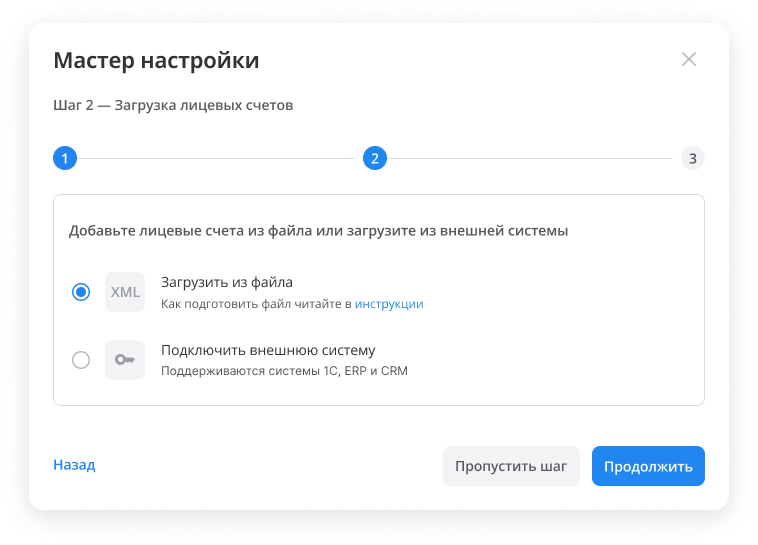 Мастер настройки
Шаг 2 — Загрузка лицевых счетов
1
2
3
Добавьте лицевые счета из файла или загрузите из внешней системы
XML
Загрузить из файла
Как подготовить файл читайте в инструкции
Подключить внешнюю систему
Поддерживаются системы 1С, ERP и CRM
Назад
Пропустить шаг
Продолжить